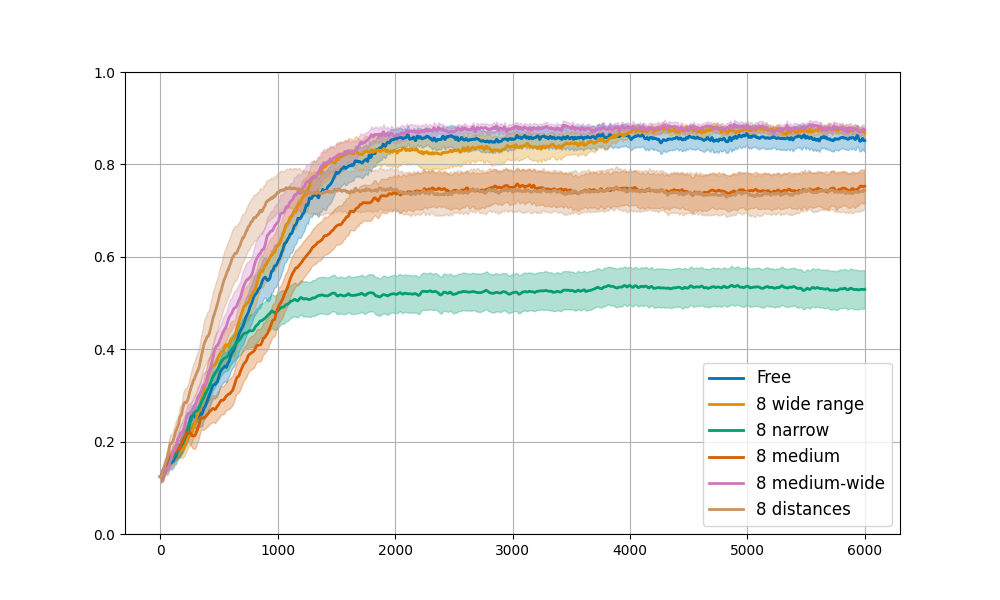 1.0
0.8
0.6
0.4
0.2
0.0
0 1000 2000 3000 4000 5000 6000
Free
8 wide range
8 narrow
8 medium
8 medium-wide
8 distances